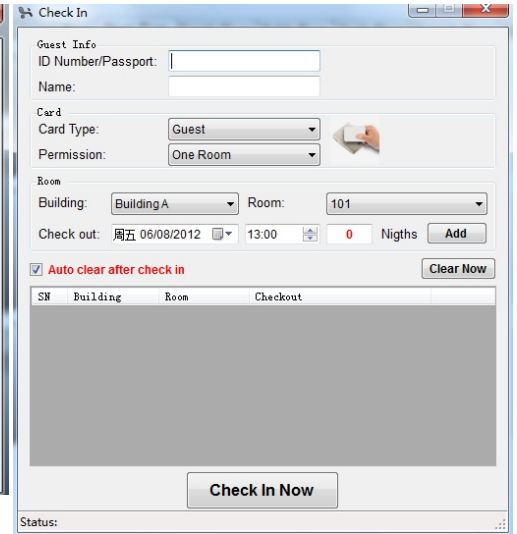 Check In
Guest Info
ID Number/Passport:
Name:
Card
Card Type: Guest
Permission: One Room
Room
Building: Building A Room: 101
Check out: 周五 06/08/2012 13:00 0 Nigths Add
Auto clear after check in Clear Now
SN Building Room Checkout
Check In Now
Status: